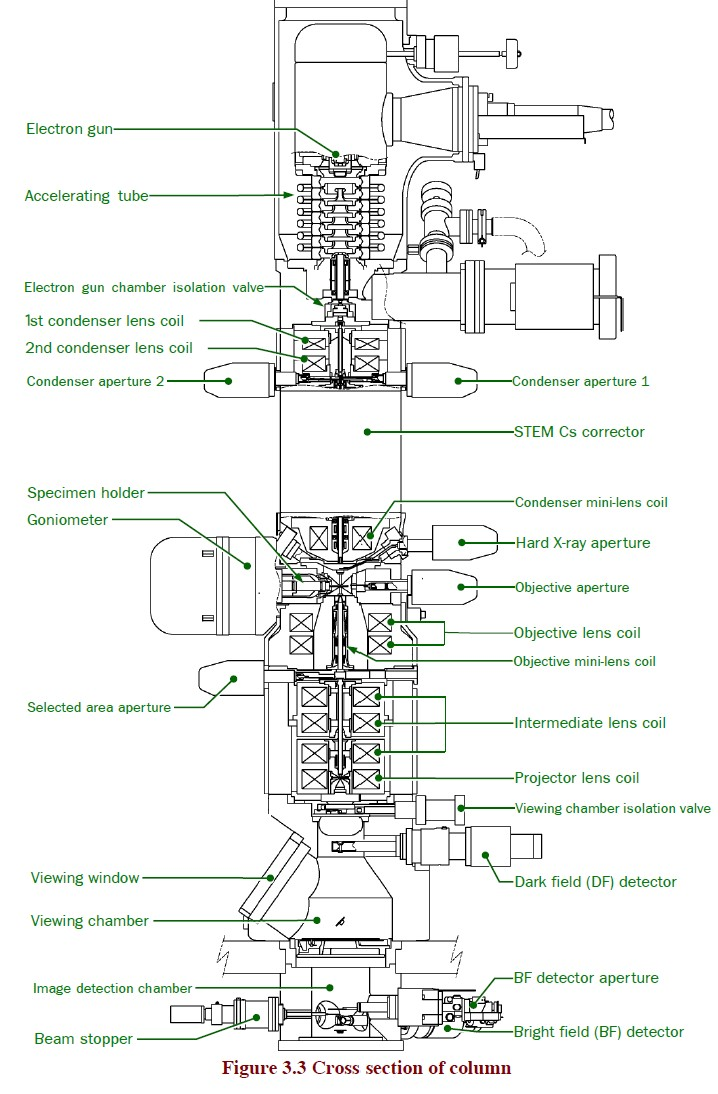 Electron gun
Accelerating tube
Electron gun chamber isolation valve
1st condenser lens coil
2nd condenser lens coil
Condenser aperture 2
Condenser aperture 1
STEM Cs corrector
Specimen holder
Condenser mini-lens coil
Goniometer
Hard X-ray aperture
Objective aperture
Objective lens coil
Objective mini-lens coil
Selected area aperture
Intermediate lens coil
Projector lens coil
Viewing chamber isolation valve
Viewing window
Dark field (DF) detector
Viewing chamber
BF detector aperture
Image detection chamber
Bright field (BF) detector
Beam stopper
Figure 3.3 Cross section of column